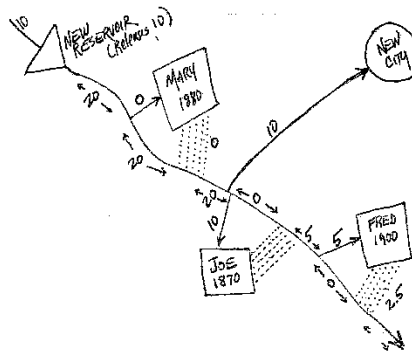 10
NEW
RESERVOIR
(Releases 10)
MARY
1880
NEW
CITY
20
0
20
0
10
20
0
10
JOE
1870
5
5
FRED
1900
0
2.5